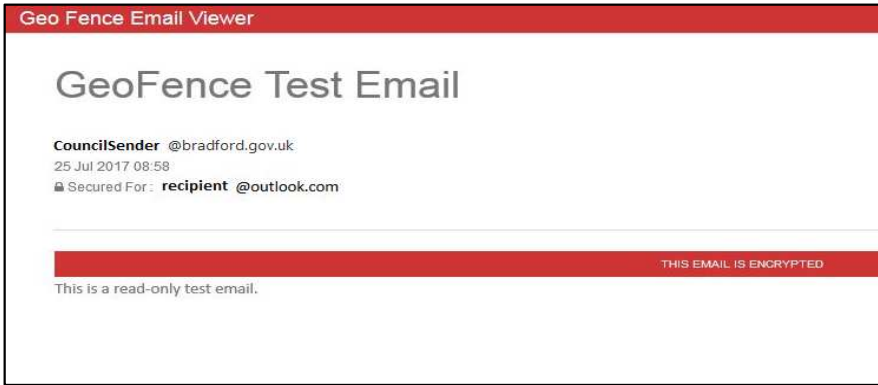 Geo Fence Email Viewer
GeoFence Test Email
CouncilSender @bradford.gov.uk
25 Jul 2017 08:58
Secured For : recipient @outlook.com
THIS EMAIL IS ENCRYPTED
This is a read-only test email.